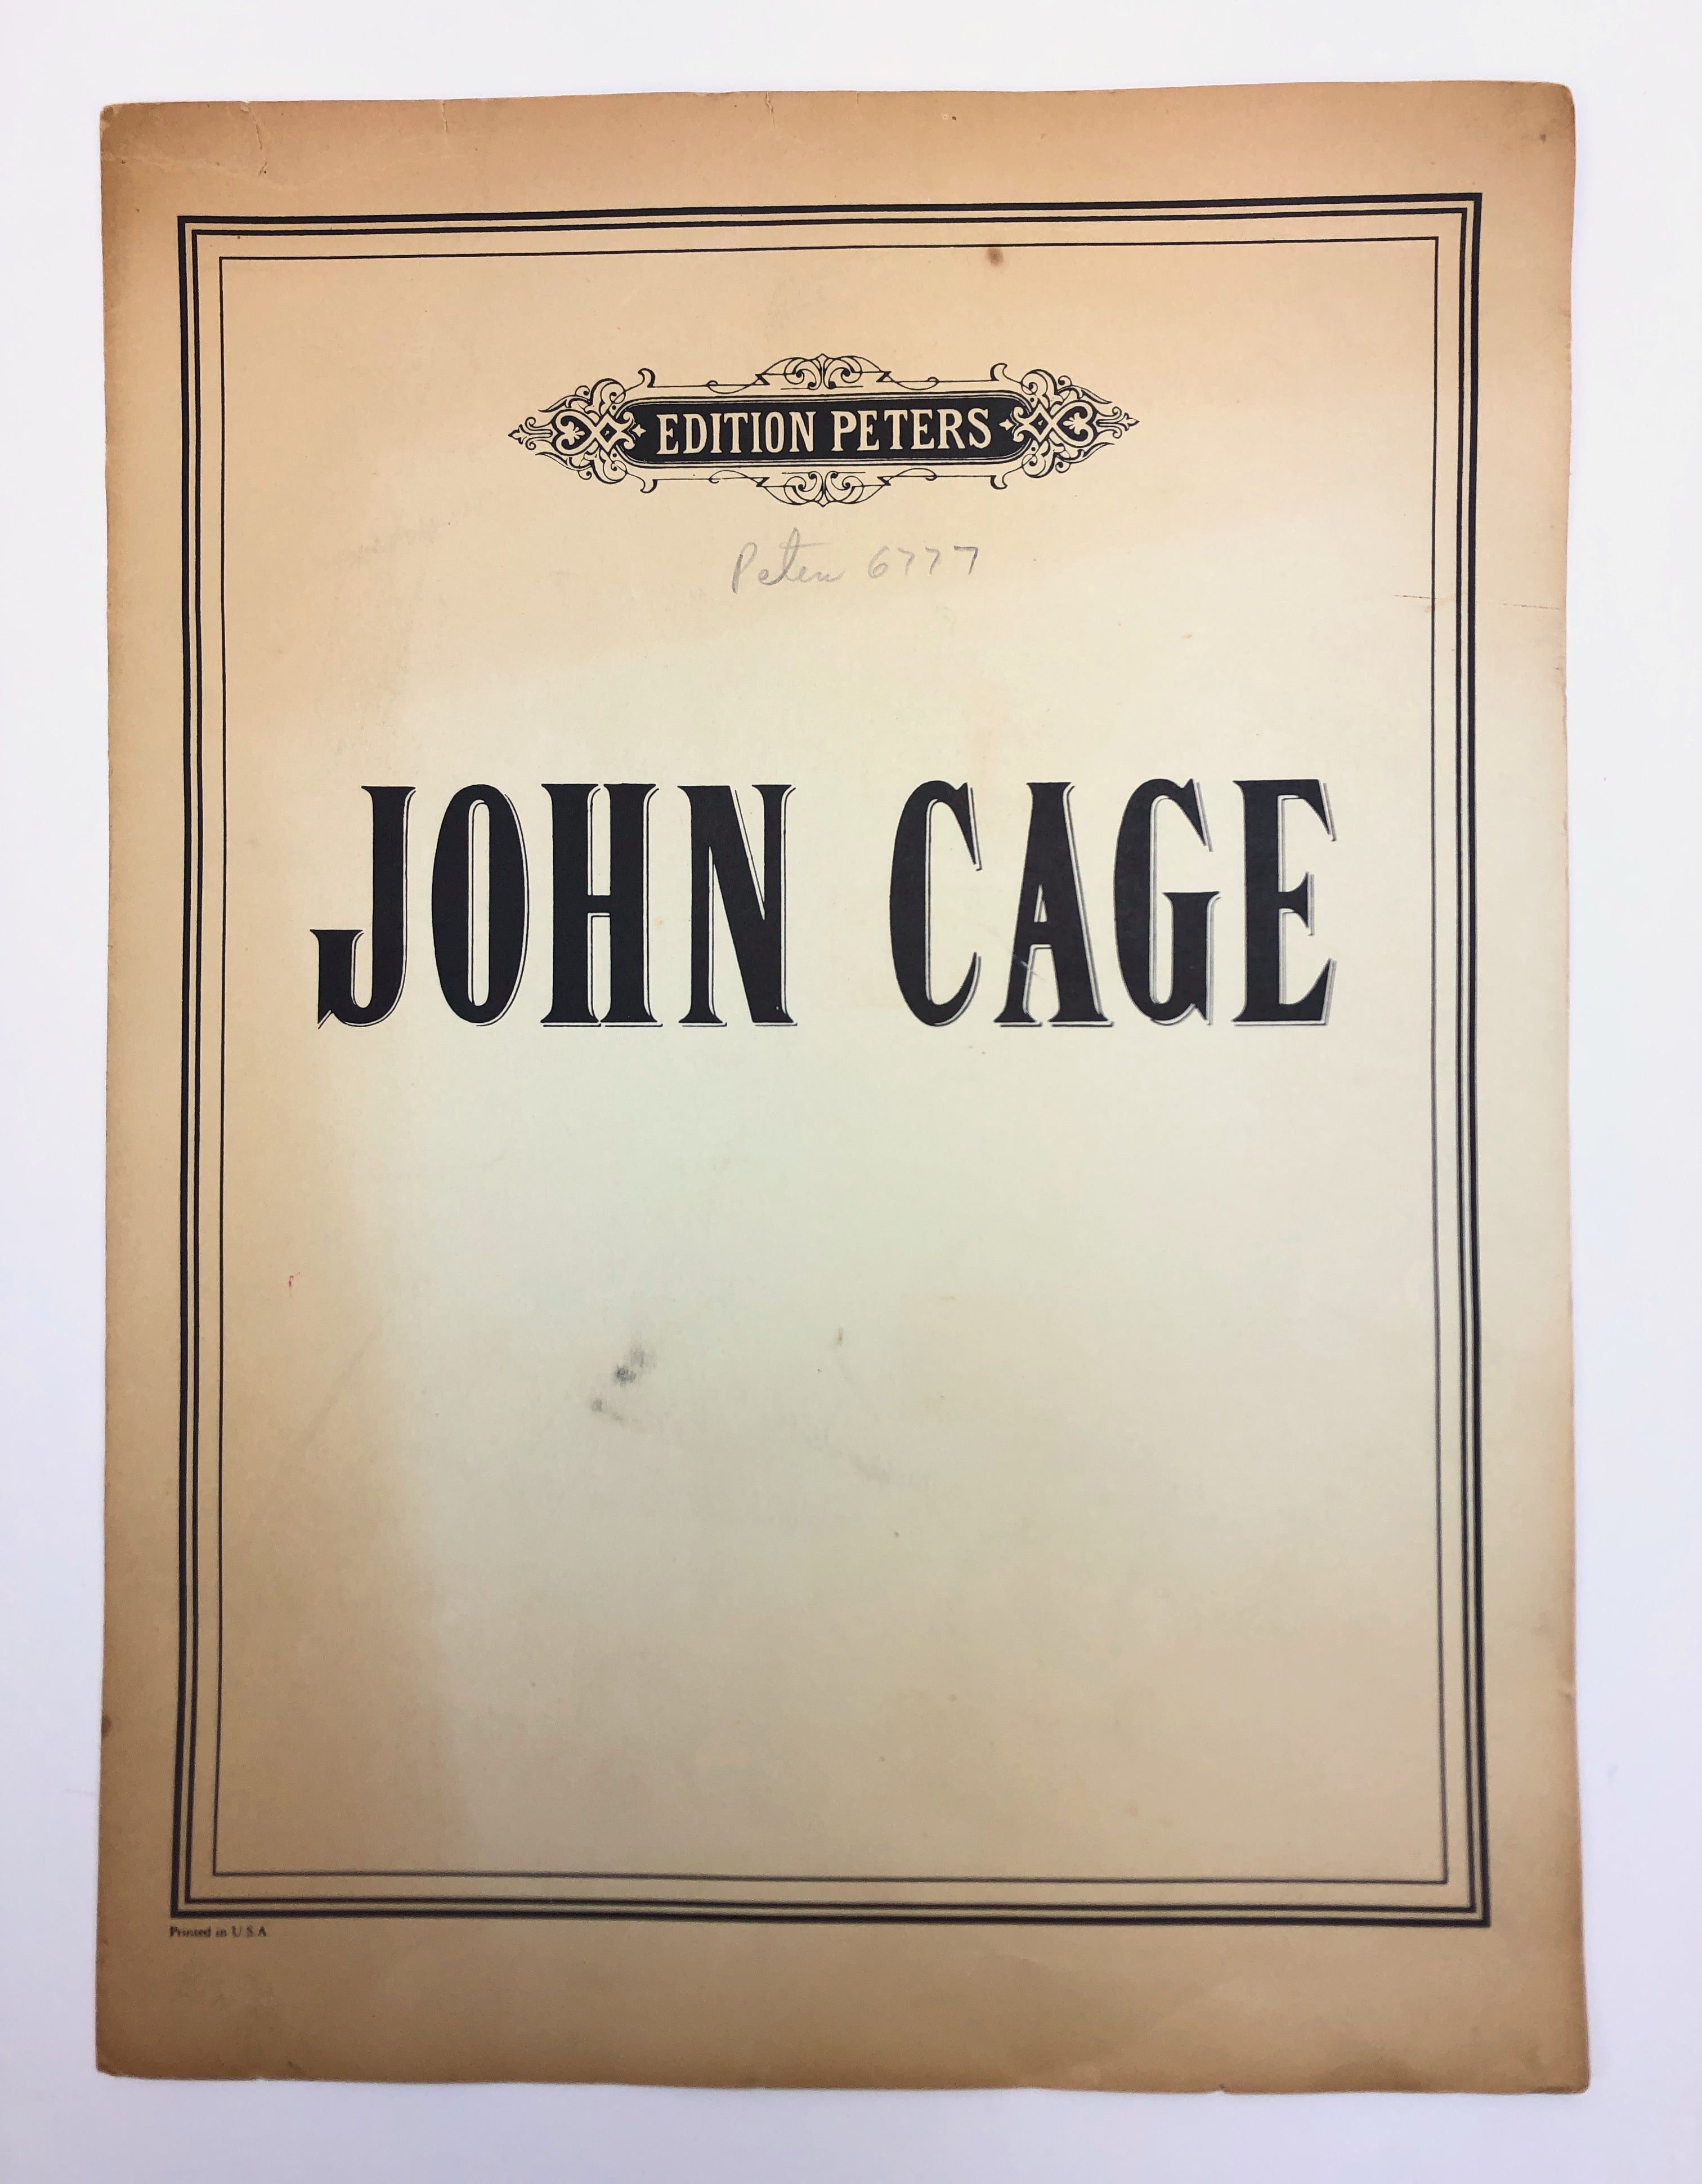 EDITION PETERS
Peters 6777
JOHN CAGE
Printed in U.S.A.